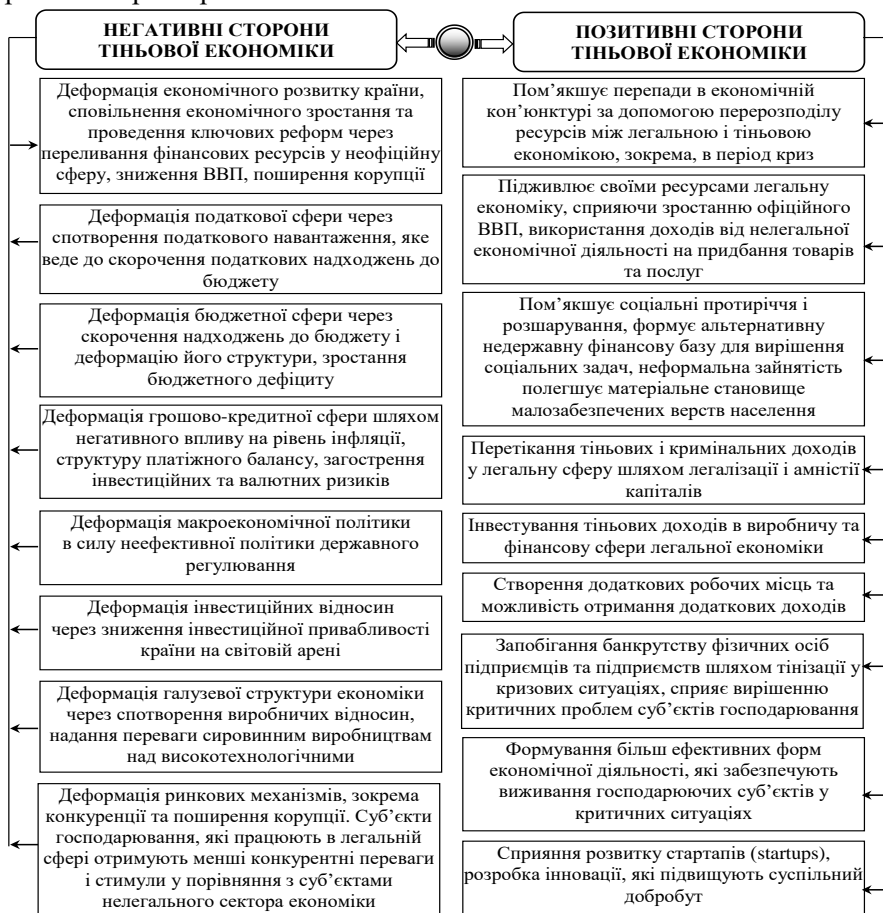 НЕГАТИВНІ СТОРОНИ
ТІНЬОВОЇ ЕКОНОМІКИ
Деформація економічного розвитку країни,
сповільнення економічного зростання та
проведення ключових реформ через
переливання фінансових ресурсів у неофіційну
сферу, зниження ВВП, поширення корупції
Деформація податкової сфери через
спотворення податкового навантаження, яке
веде до скорочення податкових надходжень до
бюджету
Деформація бюджетної сфери через
скорочення надходжень до бюджету і
деформацію його структури, зростання
бюджетного дефіциту
Деформація грошово-кредитної сфери шляхом
негативного впливу на рівень інфляції,
структуру платіжного балансу, загострення
інвестиційних та валютних ризиків
Деформація макроекономічної політики
в силу неефективної політики державного
регулювання
Деформація інвестиційних відносин
через зниження інвестиційної привабливості
країни на світовій арені
Деформація галузевої структури економіки
через спотворення виробничих відносин,
надання переваги сировинним виробництвам
над високотехнологічними
Деформація ринкових механізмів, зокрема
конкуренції та поширення корупції. Суб’єкти
господарювання, які працюють в легальній
сфері отримують менші конкурентні переваги
і стимули у порівняння з суб’єктами
нелегального сектора економіки
ПОЗИТИВНІ СТОРОНИ
ТІНЬОВОЇ ЕКОНОМІКИ
Пом’якшує перепади в економічній
кон’юнктурі за допомогою перерозподілу
ресурсів між легальною і тіньовою
економікою, зокрема, в період криз
Підживлює своїми ресурсами легальну
економіку, сприяючи зростанню офіційного
ВВП, використання доходів від нелегальної
економічної діяльності на придбання товарів
та послуг
Пом’якшує соціальні протиріччя і
розшарування, формує альтернативну
недержавну фінансову базу для вирішення
соціальних задач, неформальна зайнятість
полегшує матеріальне становище
малозабезпечених верств населення
Перетікання тіньових і кримінальних доходів
у легальну сферу шляхом легалізації і амністії
капіталів
Інвестування тіньових доходів в виробничу та
фінансову сфери легальної економіки
Створення додаткових робочих місць та
можливість отримання додаткових доходів
Запобігання банкрутству фізичних осіб
підприємців та підприємств шляхом тінізації у
кризових ситуаціях, сприяє вирішенню
критичних проблем суб’єктів господарювання
Формування більш ефективних форм
економічної діяльності, які забезпечують
виживання господарюючих суб’єктів у
критичних ситуаціях
Сприяння розвитку стартапів (startups),
розробка інновації, які підвищують суспільний
добробут